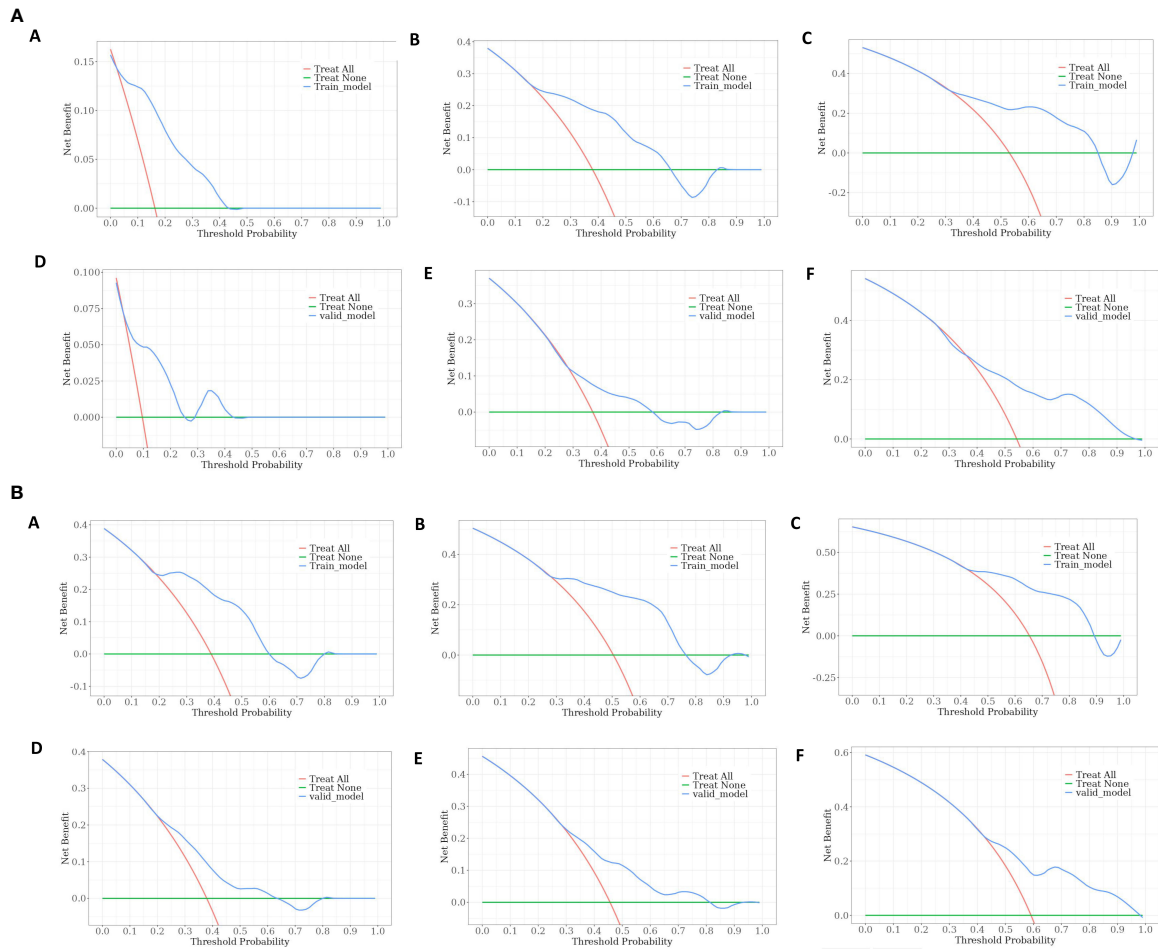 A
A
Net Benefit
0.15
0.10
0.05
0.00
Treat All
Treat None
Train_model
0.0 0.1 0.2 0.3 0.4 0.5 0.6 0.7 0.8 0.9 1.0
Threshold Probability
B
Net Benefit
0.4
0.3
0.2
0.1
0.0
-0.1
Treat All
Treat None
Train_model
0.0 0.1 0.2 0.3 0.4 0.5 0.6 0.7 0.8 0.9 1.0
Threshold Probability
C
Net Benefit
0.4
0.2
0.0
-0.2
Treat All
Treat None
Train_model
0.0 0.1 0.2 0.3 0.4 0.5 0.6 0.7 0.8 0.9 1.0
Threshold Probability
D
Net Benefit
0.100
0.075
0.050
0.025
0.000
Treat All
Treat None
valid_model
0.0 0.1 0.2 0.3 0.4 0.5 0.6 0.7 0.8 0.9 1.0
Threshold Probability
E
Net Benefit
0.3
0.2
0.1
0.0
Treat All
Treat None
valid_model
0.0 0.1 0.2 0.3 0.4 0.5 0.6 0.7 0.8 0.9 1.0
Threshold Probability
F
Net Benefit
0.4
0.2
0.0
Treat All
Treat None
valid_model
0.0 0.1 0.2 0.3 0.4 0.5 0.6 0.7 0.8 0.9 1.0
Threshold Probability
B
A
Net Benefit
0.4
0.3
0.2
0.1
0.0
-0.1
Treat All
Treat None
Train_model
0.0 0.1 0.2 0.3 0.4 0.5 0.6 0.7 0.8 0.9 1.0
Threshold Probability
B
Net Benefit
0.4
0.2
0.0
Treat All
Treat None
Train_model
0.0 0.1 0.2 0.3 0.4 0.5 0.6 0.7 0.8 0.9 1.0
Threshold Probability
C
Net Benefit
0.50
0.25
0.00
-0.25
Treat All
Treat None
Train_model
0.0 0.1 0.2 0.3 0.4 0.5 0.6 0.7 0.8 0.9 1.0
Threshold Probability
D
Net Benefit
0.4
0.3
0.2
0.1
0.0
Treat All
Treat None
valid_model
0.0 0.1 0.2 0.3 0.4 0.5 0.6 0.7 0.8 0.9 1.0
Threshold Probability
E
Net Benefit
0.4
0.3
0.2
0.1
0.0
Treat All
Treat None
valid_model
0.0 0.1 0.2 0.3 0.4 0.5 0.6 0.7 0.8 0.9 1.0
Threshold Probability
F
Net Benefit
0.6
0.4
0.2
0.0
Treat All
Treat None
valid_model
0.0 0.1 0.2 0.3 0.4 0.5 0.6 0.7 0.8 0.9 1.0
Threshold Probability